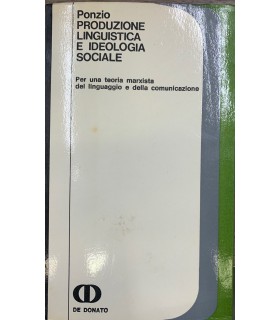 Ponzio
PRODUZIONE
LINGUISTICA
E IDEOLOGIA
SOCIALE
Per una teoria marxista
del linguaggio e della comunicazione
DE DONATO